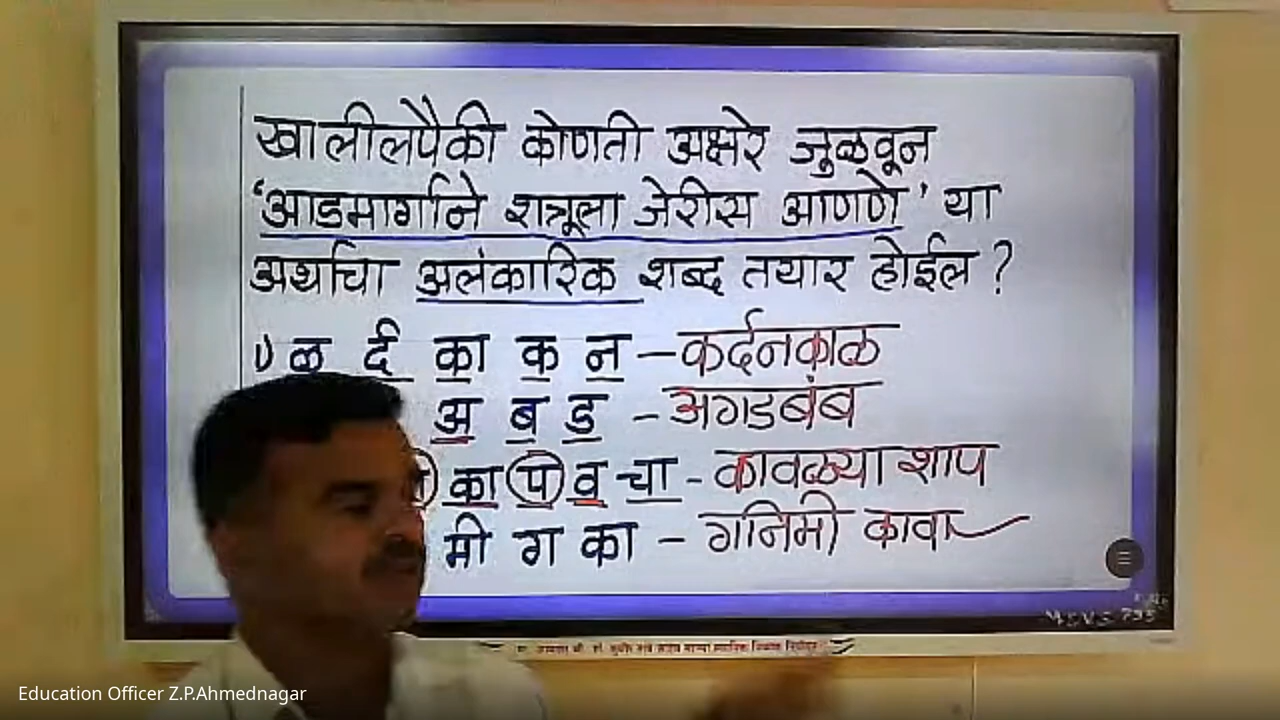 खालीलपैकी कोणती अक्षरे जुळवून
‘आडमार्गाने शत्रूला जेरीस आणणे’ या
अर्थाचा अलंकारिक शब्द तयार होईल ?
१) ळ र्द का क न – कर्दनकाळ
अ ब ड – अगडबंब
का प व चा - कावळ्या शाप
मी ग का – गनिमी कावा
Education Officer Z.P.Ahmednagar